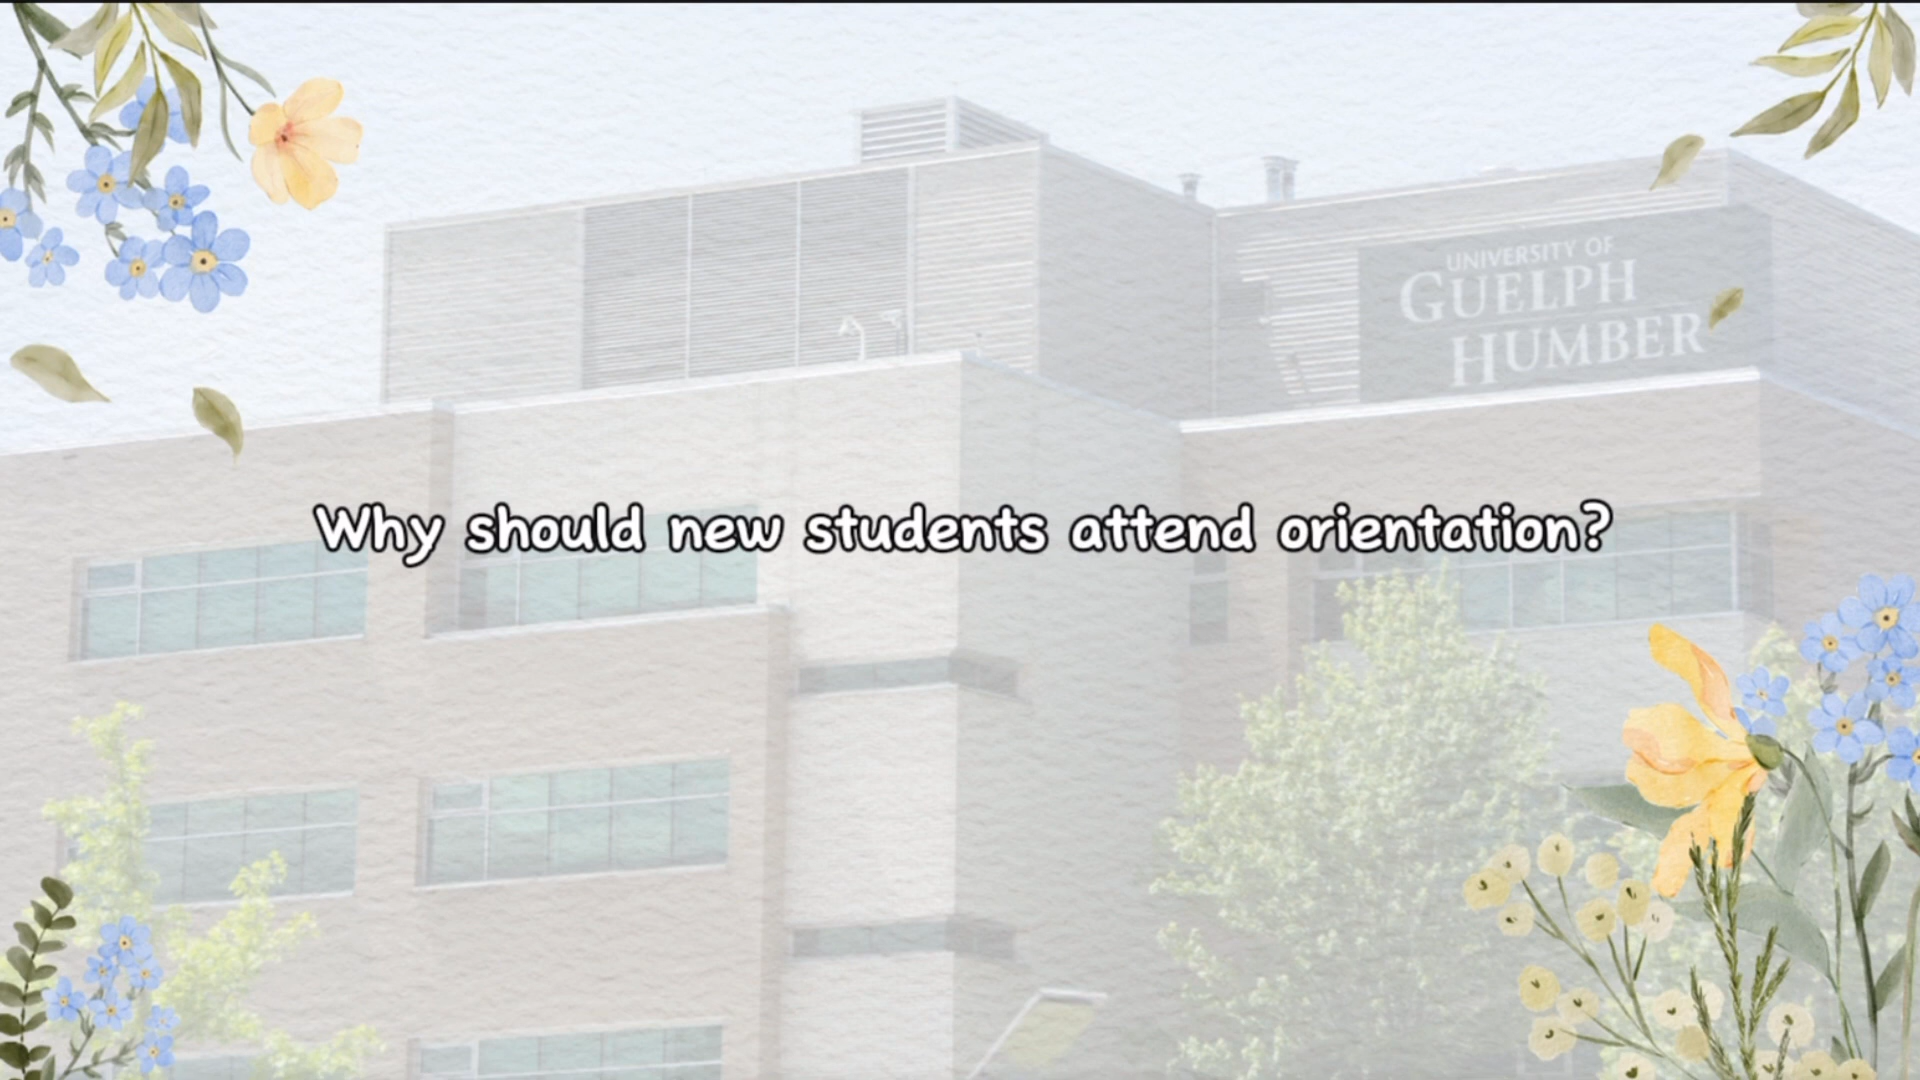 UNIVERSITY OF
GUELPH
HUMBER
Why should new students attend orientation?